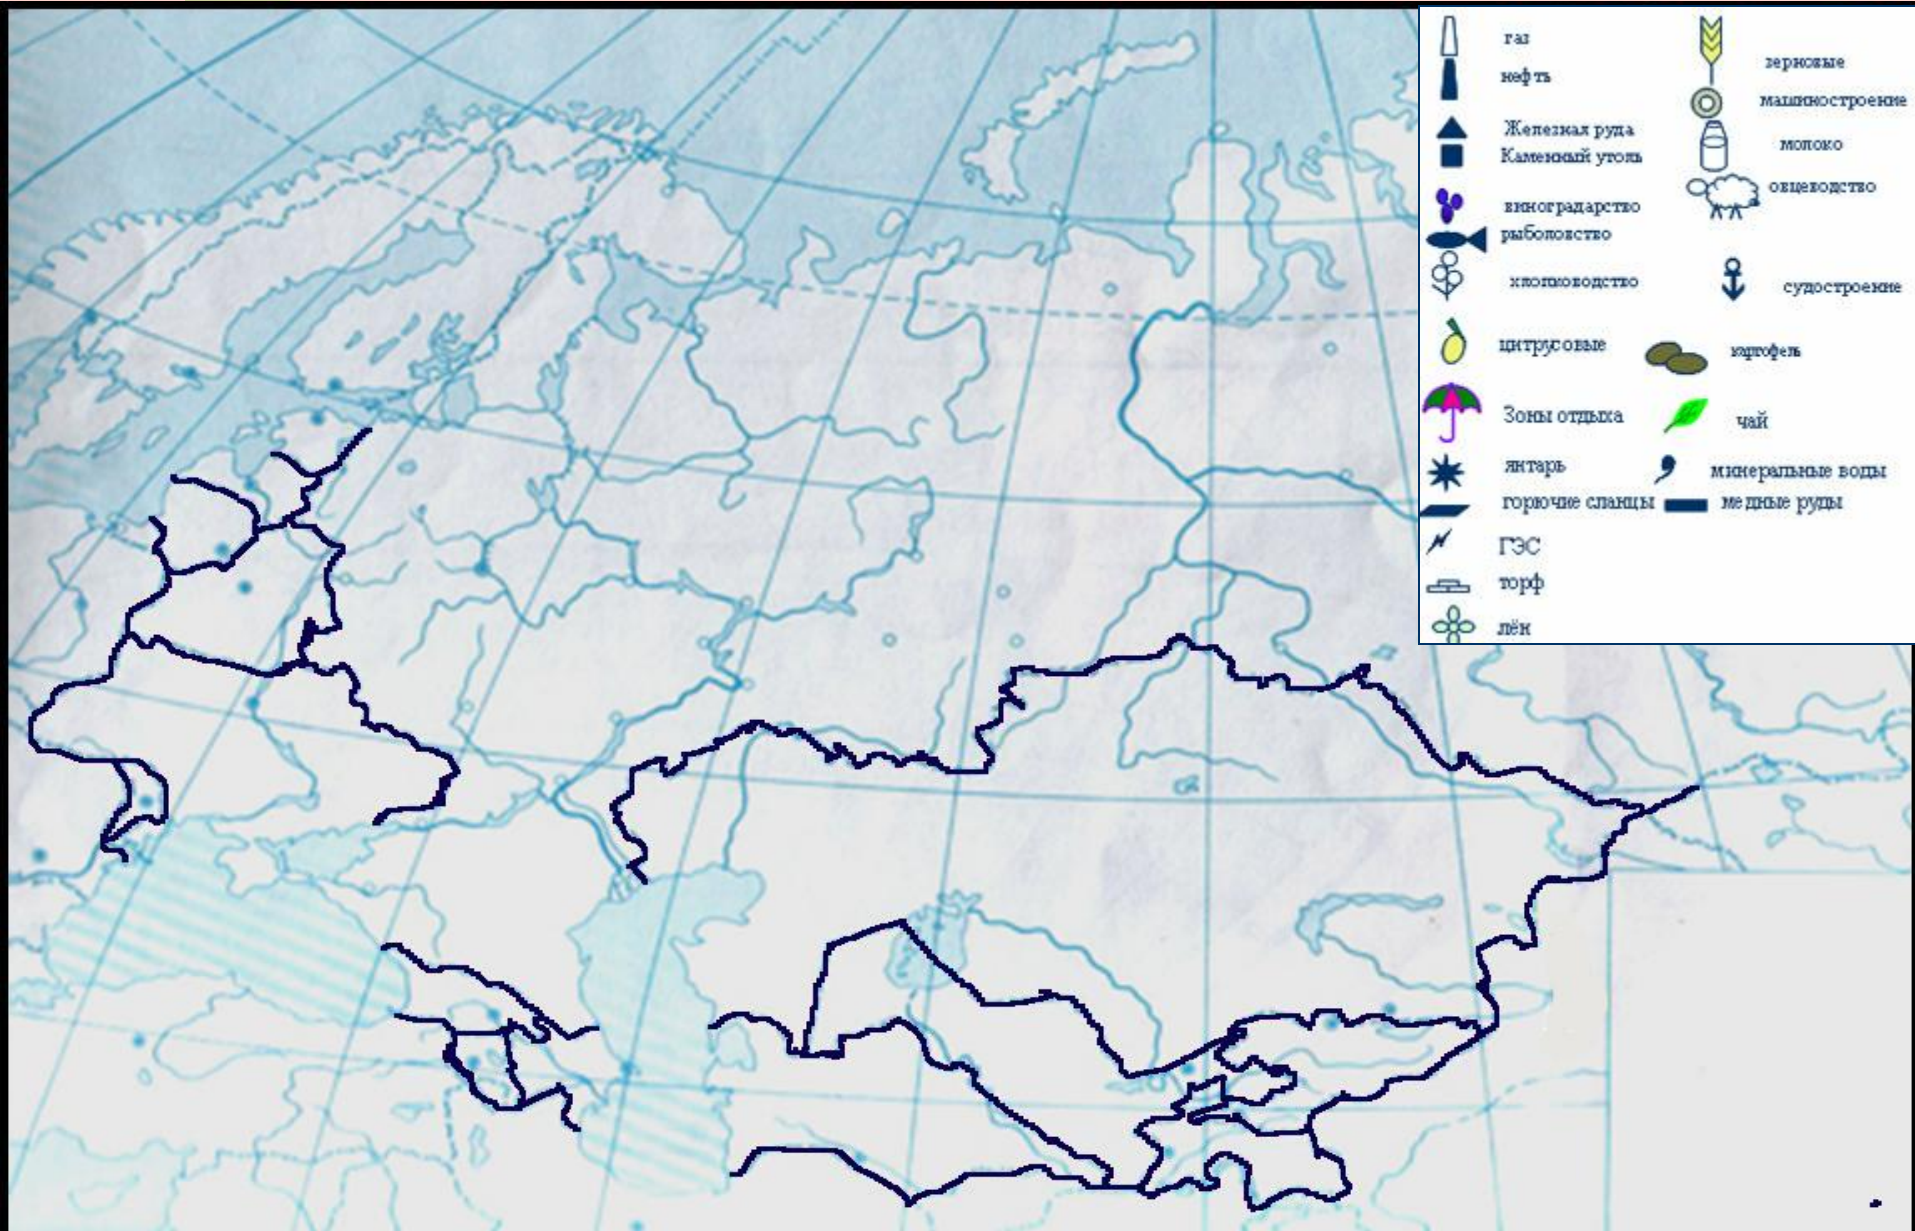 газ
нефть
Железная руда
Каменный уголь
виноградарство
рыболовство
хлопководство
цитрусовые
Зоны отдыха
янтарь
горючие сланцы
ГЭС
торф
лён
зерновые
машиностроение
молоко
овцеводство
судостроение
картофель
чай
минеральные воды
медные руды